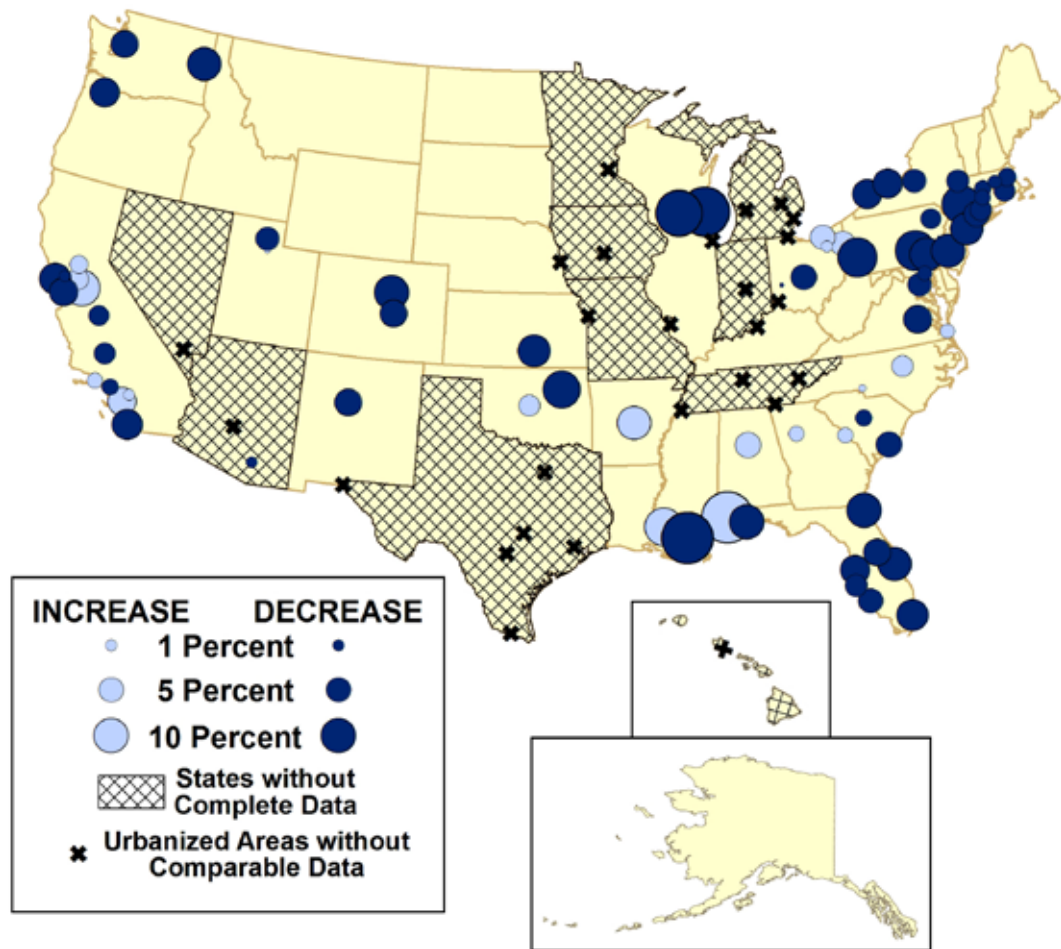 INCREASE DECREASE
1 Percent
5 Percent
10 Percent
States without
Complete Data
Urbanized Areas without
Comparable Data